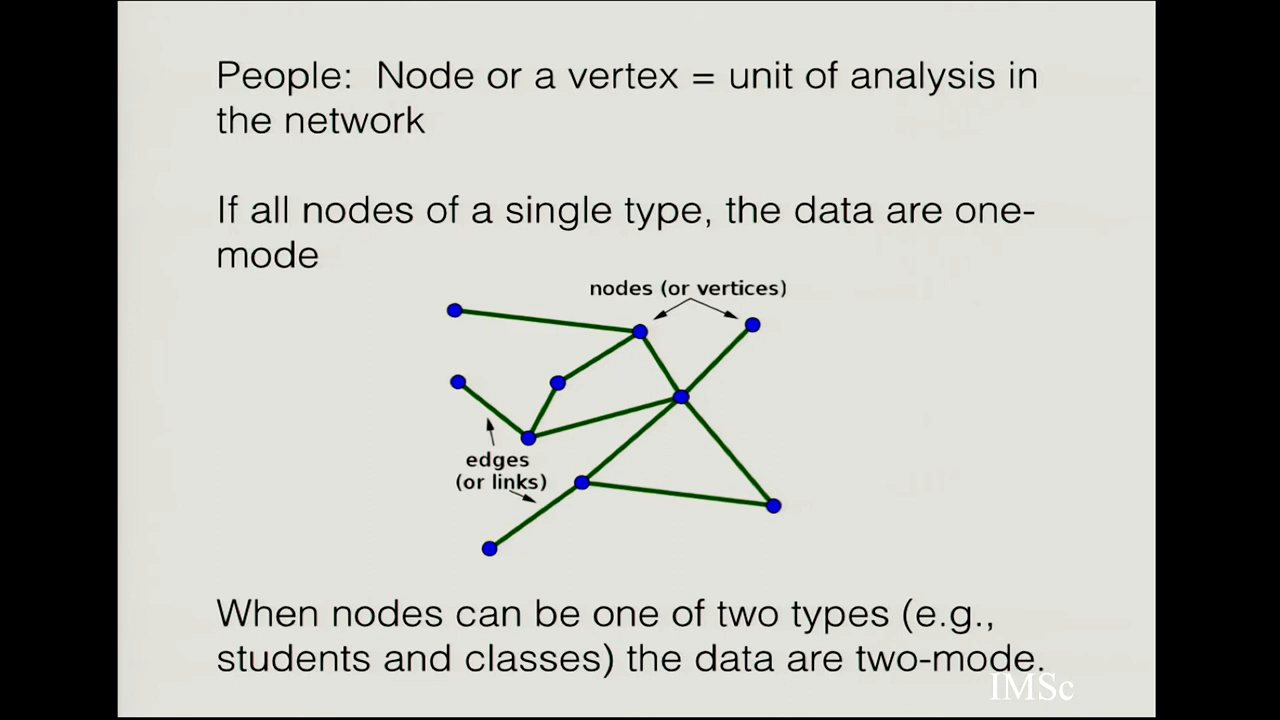 People:  Node or a vertex = unit of analysis in
the network
If all nodes of a single type, the data are one-
mode
nodes (or vertices)
edges
(or links)
When nodes can be one of two types (e.g.,
students and classes) the data are two-mode.
IMSc